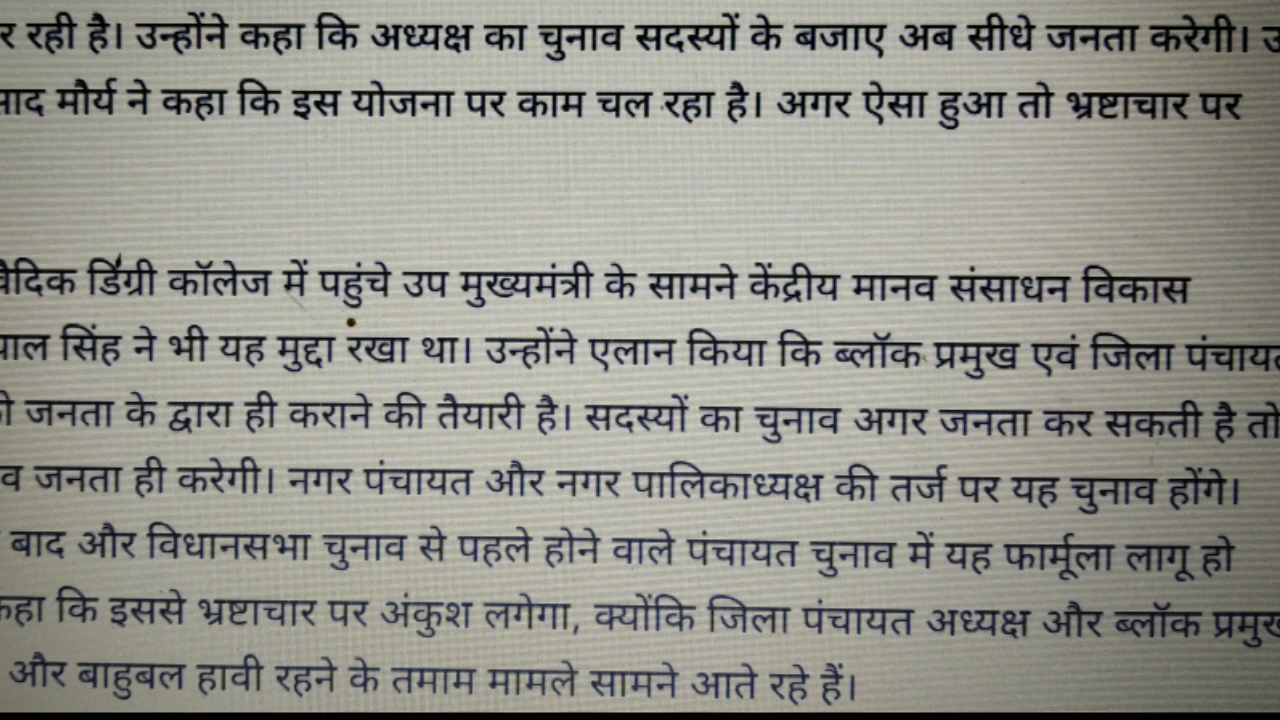 रही है। उन्होंने कहा कि अध्यक्ष का चुनाव सदस्यों के बजाए अब सीधे जनता करेगी।
मौर्य ने कहा कि इस योजना पर काम चल रहा है। अगर ऐसा हुआ तो भ्रष्टाचार पर
डिग्री कॉलेज में पहुंचे उप मुख्यमंत्री के सामने केंद्रीय मानव संसाधन विकास
सिंह ने भी यह मुद्दा रखा था। उन्होंने एलान किया कि ब्लॉक प्रमुख एवं जिला
जनता के द्वारा ही कराने की तैयारी है। सदस्यों का चुनाव अगर जनता कर सकती है तो
व जनता ही करेगी। नगर पंचायत और नगर पालिकाध्यक्ष की तर्ज पर यह चुनाव होंगे।
बाद और विधानसभा चुनाव से पहले होने वाले पंचायत चुनाव में यह फार्मूला लागू हो
कि इससे भ्रष्टाचार पर अंकुश लगेगा, क्योंकि जिला पंचायत अध्यक्ष और ब्लॉक
और बाहुबल हावी रहने के तमाम मामले सामने आते रहे हैं।